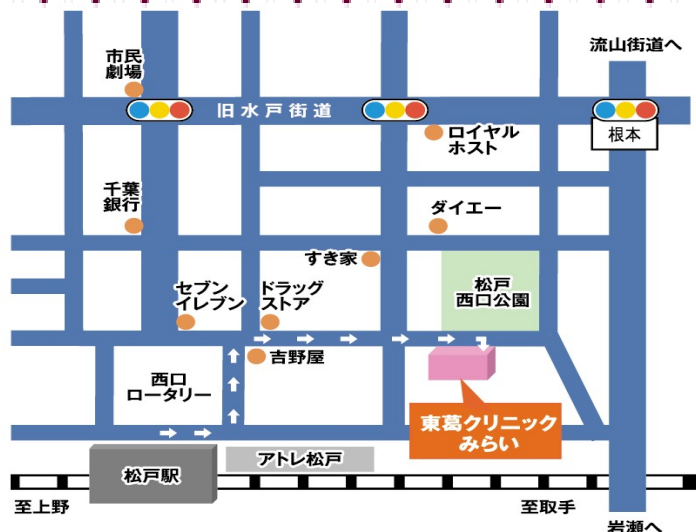 流山街道へ
市民
劇場
旧水戸街道
根本
ロイヤル
ホスト
千葉
銀行
ダイエー
すき家
セブン
イレブン
ドラッグ
ストア
松戸
西口公園
吉野屋
西口
ロータリー
東葛クリニック
みらい
アトレ松戸
松戸駅
至上野
至取手
岩瀬へ